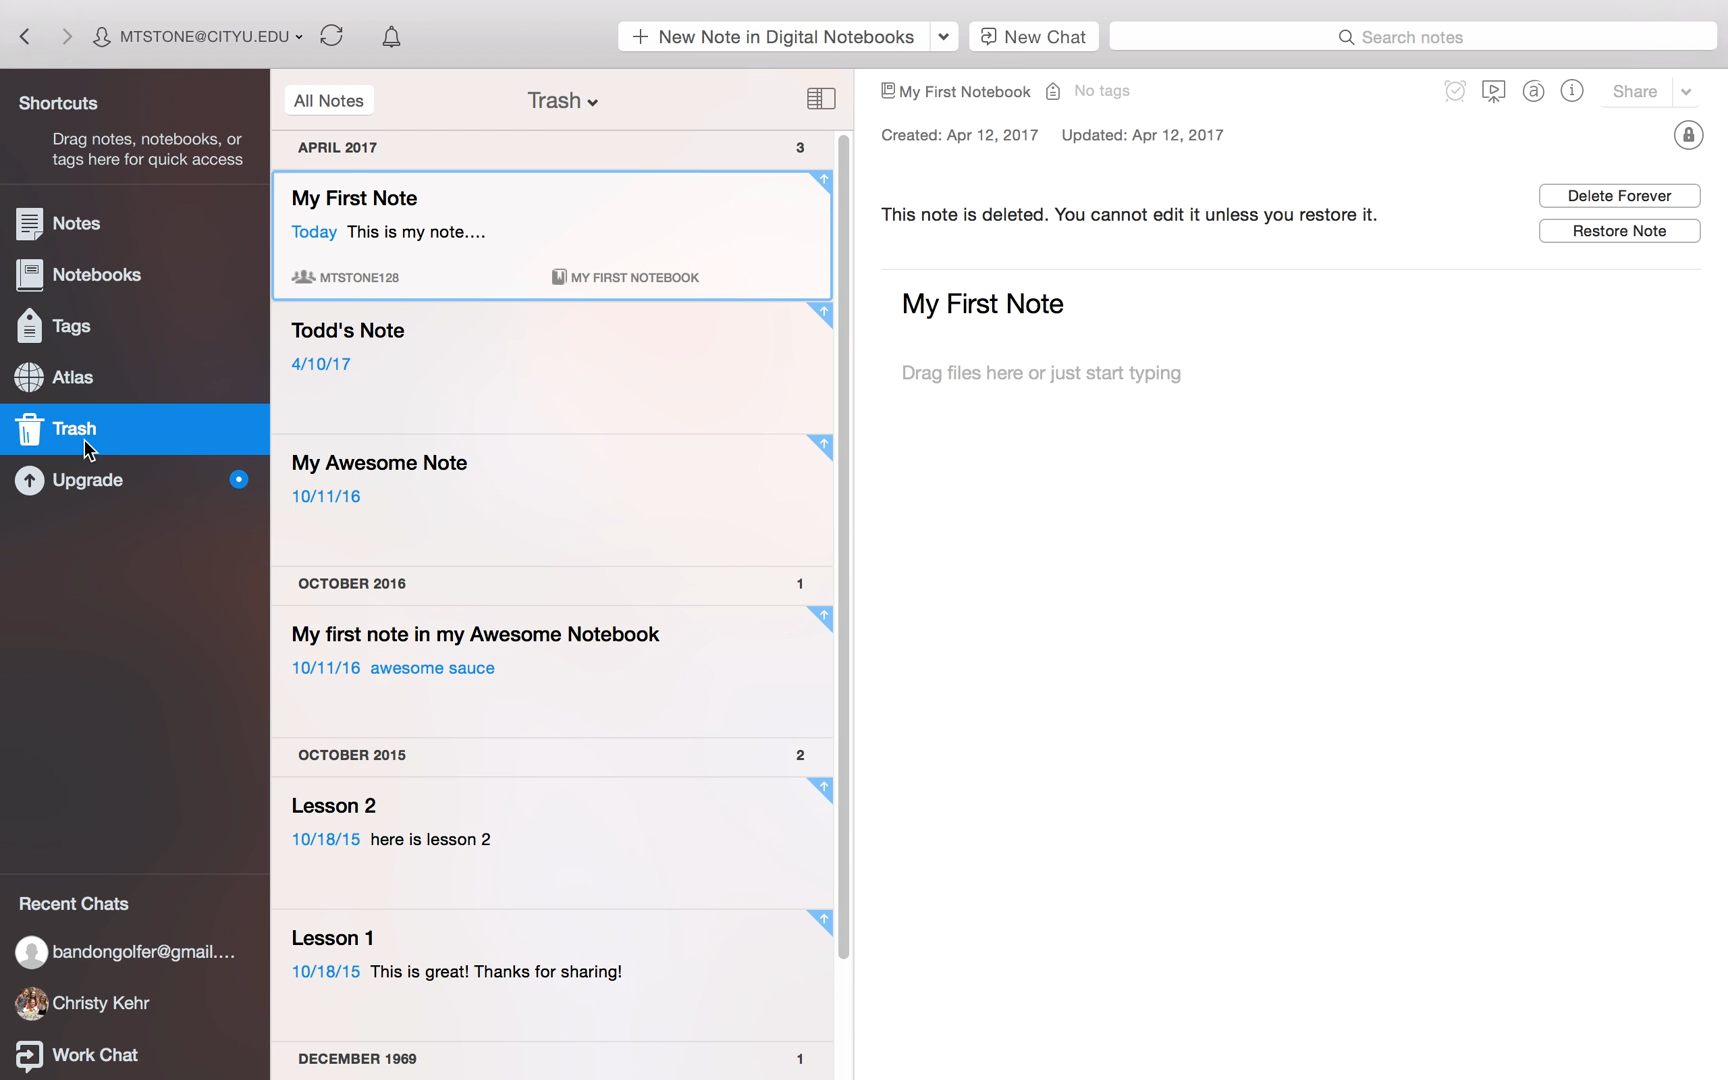 MTSTONE@CITYU.EDU
New Note in Digital Notebooks
New Chat
Search notes
Shortcuts
Drag notes, notebooks, or
tags here for quick access
Notes
Notebooks
Tags
Atlas
Trash
Upgrade
Recent Chats
bandongolfer@gmail....
Christy Kehr
Work Chat
All Notes
Trash
APRIL 2017 3
My First Note
Today This is my note....
MTSTONE128 MY FIRST NOTEBOOK
Todd's Note
4/10/17
My Awesome Note
10/11/16
OCTOBER 2016 1
My first note in my Awesome Notebook
10/11/16 awesome sauce
OCTOBER 2015 2
Lesson 2
10/18/15 here is lesson 2
Lesson 1
10/18/15 This is great! Thanks for sharing!
DECEMBER 1969 1
My First Notebook No tags
Share
Created: Apr 12, 2017 Updated: Apr 12, 2017
This note is deleted. You cannot edit it unless you restore it.
Delete Forever
Restore Note
My First Note
Drag files here or just start typing